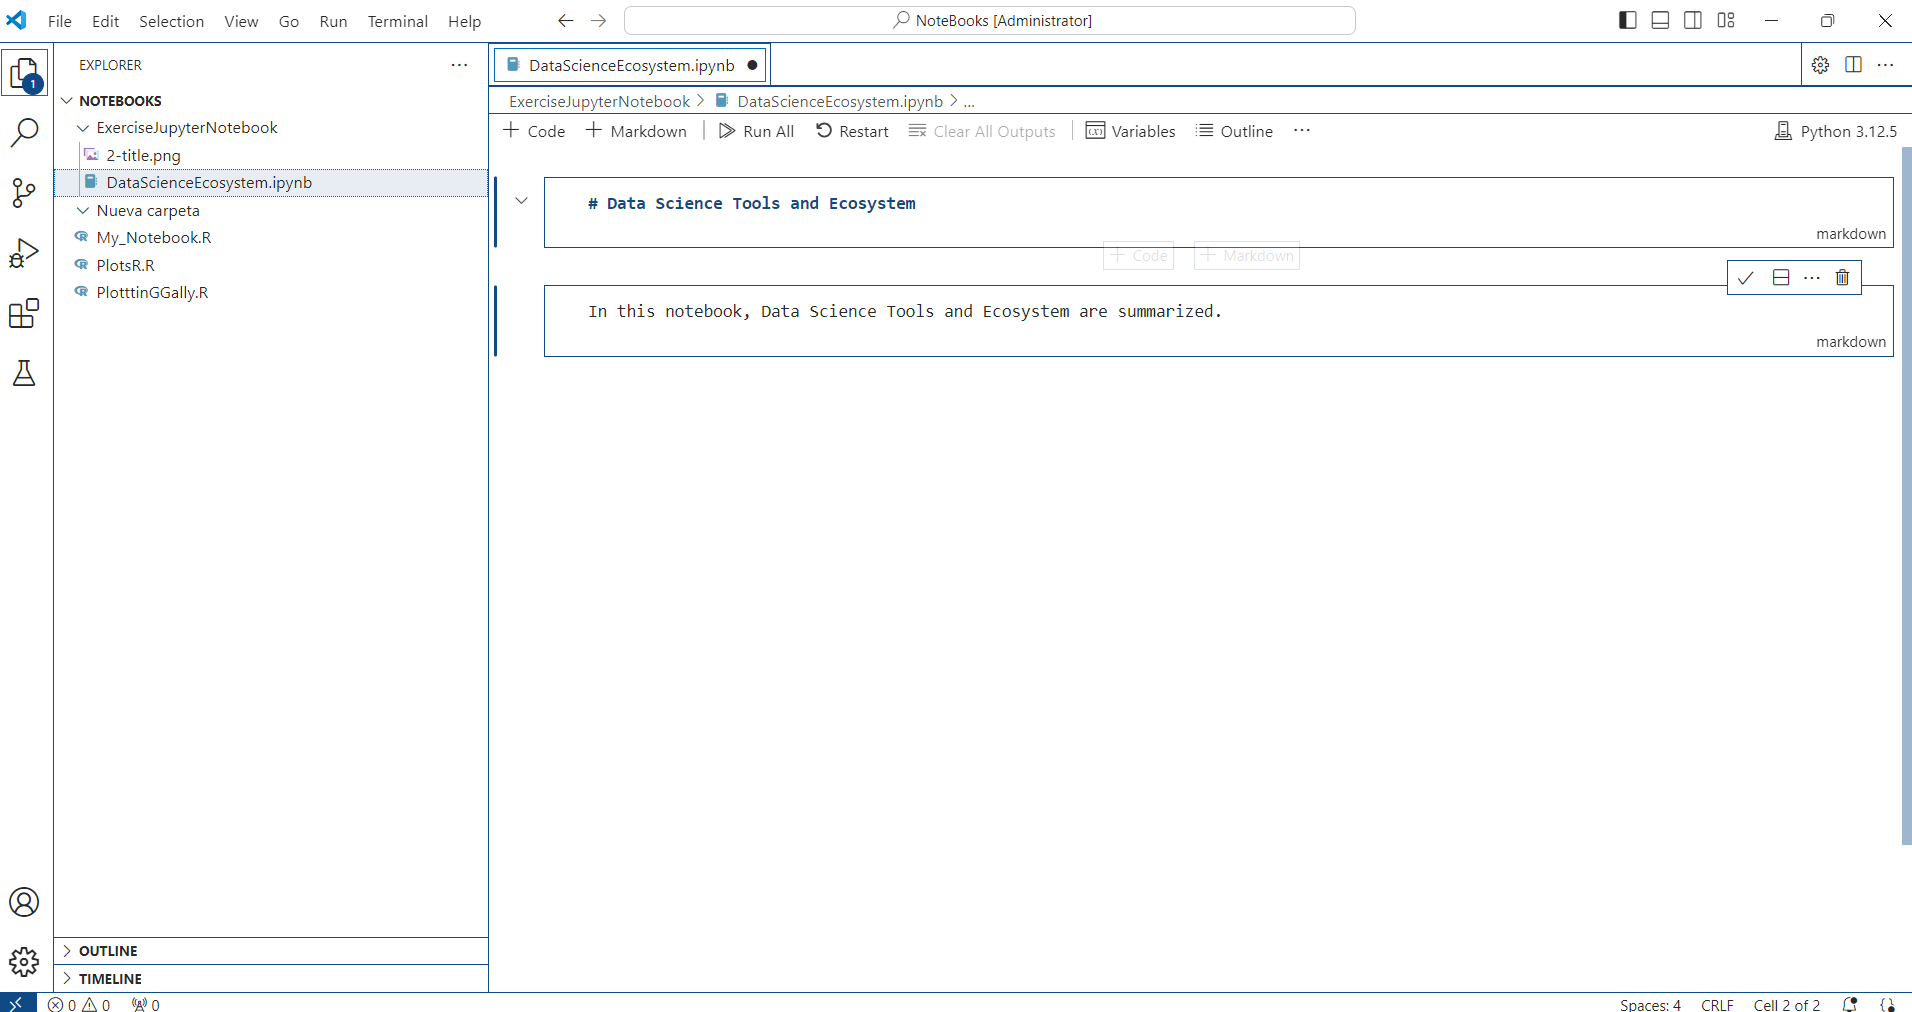 File Edit Selection View Go Run Terminal Help
NoteBooks [Administrator]
EXPLORER
NOTEBOOKS
ExerciseJupyterNotebook
2-title.png
DataScienceEcosystem.ipynb
Nueva carpeta
My_Notebook.R
PlotsR.R
PlotttinGGally.R
OUTLINE
TIMELINE
1
DataScienceEcosystem.ipynb
ExerciseJupyterNotebook > DataScienceEcosystem.ipynb > ...
+ Code + Markdown Run All Restart Clear All Outputs Variables Outline ... Python 3.12.5
# Data Science Tools and Ecosystem
markdown
+ Code + Markdown
In this notebook, Data Science Tools and Ecosystem are summarized.
markdown
0 0 0 Spaces: 4 CRLF Cell 2 of 2